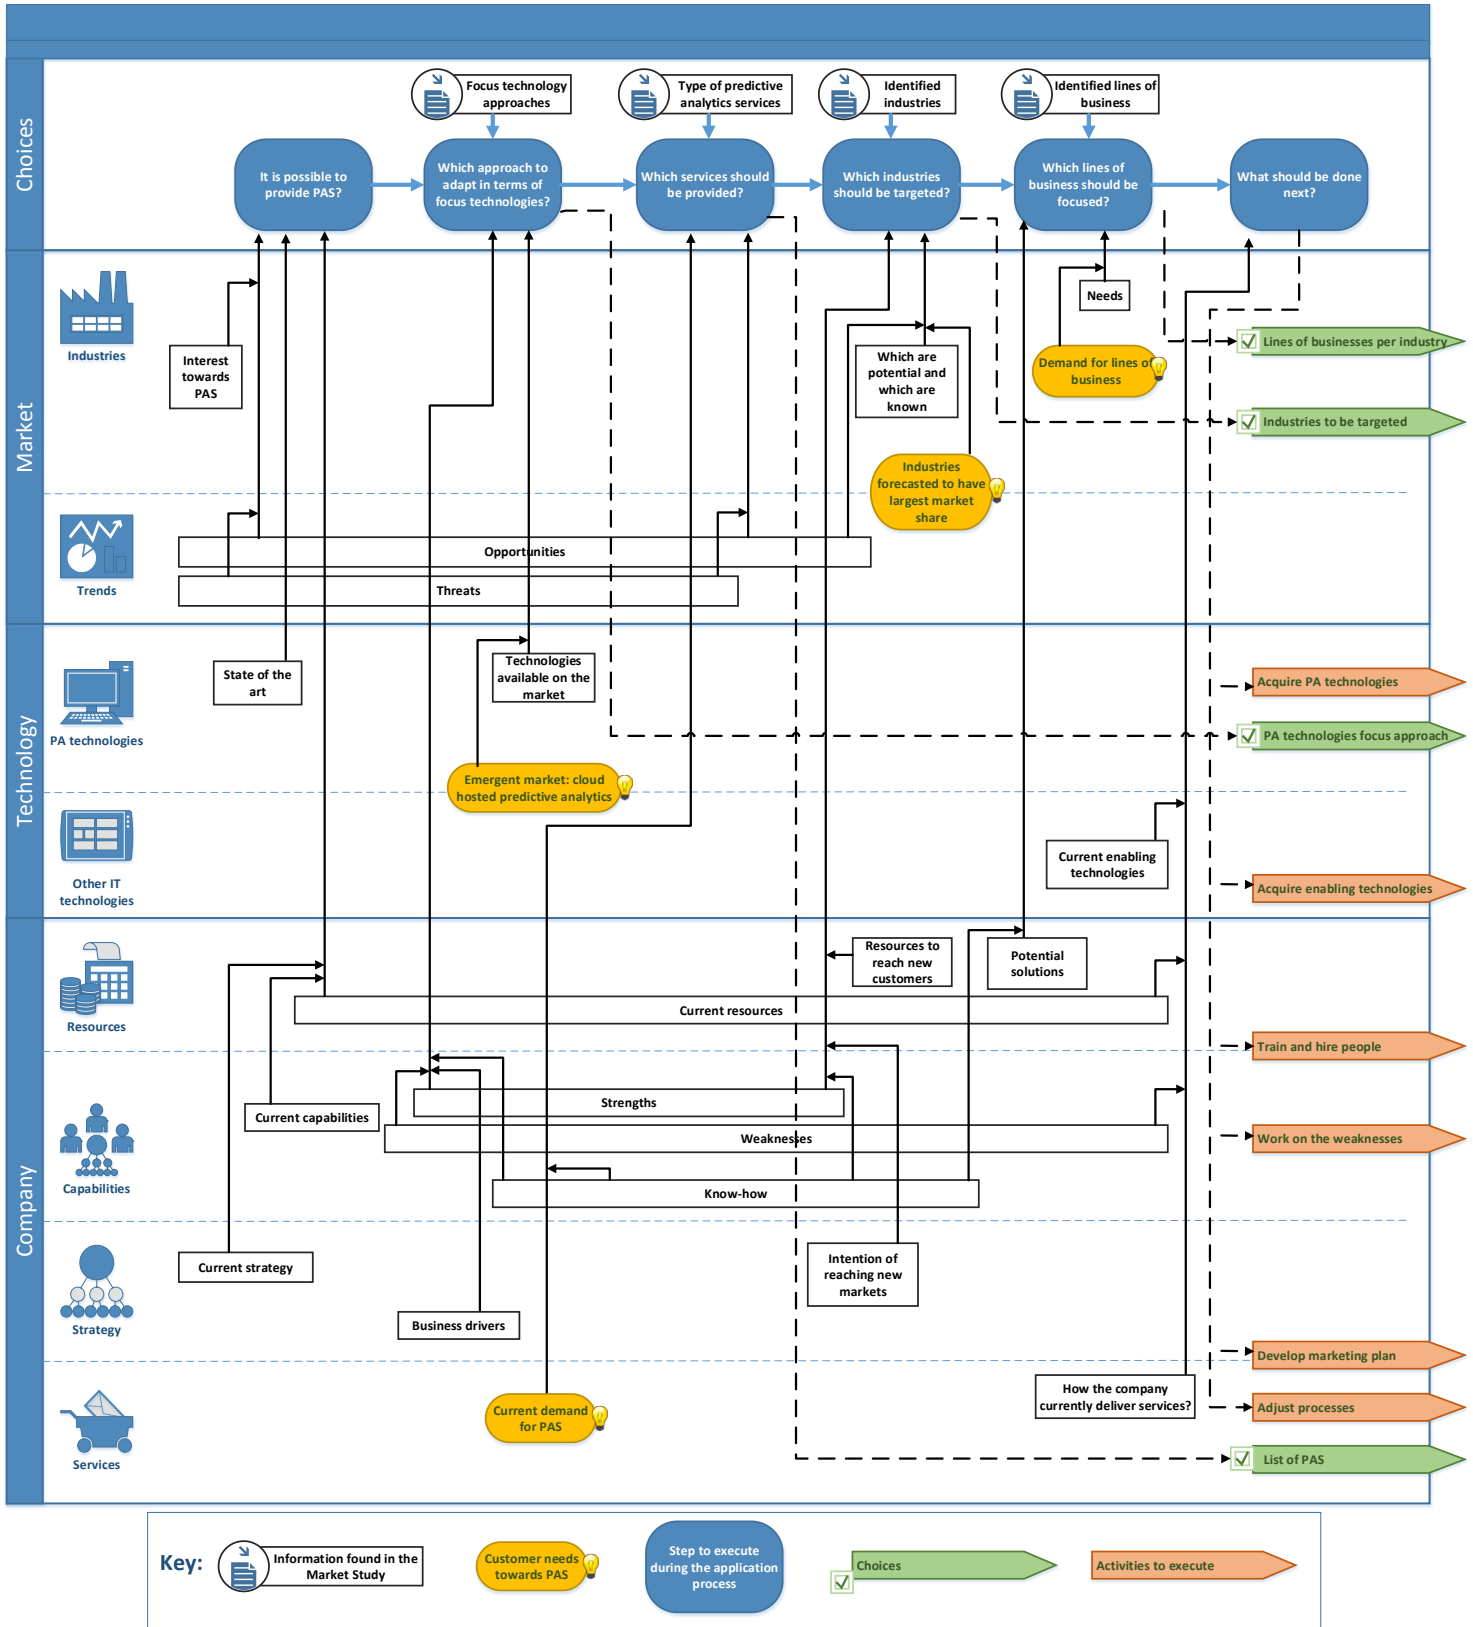 Choices
Focus technology
approaches
Type of predictive
analytics services
Identified
industries
Identified lines of
business
It is possible to
provide PAS?
Which approach to
adapt in terms of
focus technologies?
Which services should
be provided?
Which industries
should be targeted?
Which lines of
business should be
focused?
What should be done
next?
Market
Industries
Interest
towards
PAS
Which are
potential and
which are
known
Needs
Demand for lines of
business
Lines of businesses per industry
Industries to be targeted
Industries
forecasted to have
largest market
share
Trends
Opportunities
Threats
Technology
PA technologies
State of the
art
Technologies
available on the
market
Acquire PA technologies
PA technologies focus approach
Emergent market: cloud
hosted predictive analytics
Other IT
technologies
Current enabling
technologies
Acquire enabling technologies
Company
Resources
Resources to
reach new
customers
Potential
solutions
Current resources
Train and hire people
Capabilities
Current capabilities
Strengths
Weaknesses
Work on the weaknesses
Know-how
Strategy
Current strategy
Intention of
reaching new
markets
Business drivers
Develop marketing plan
Services
Current demand
for PAS
How the company
currently deliver services?
Adjust processes
List of PAS
Key:
Information found in the
Market Study
Customer needs
towards PAS
Step to execute
during the application
process
Choices
Activities to execute